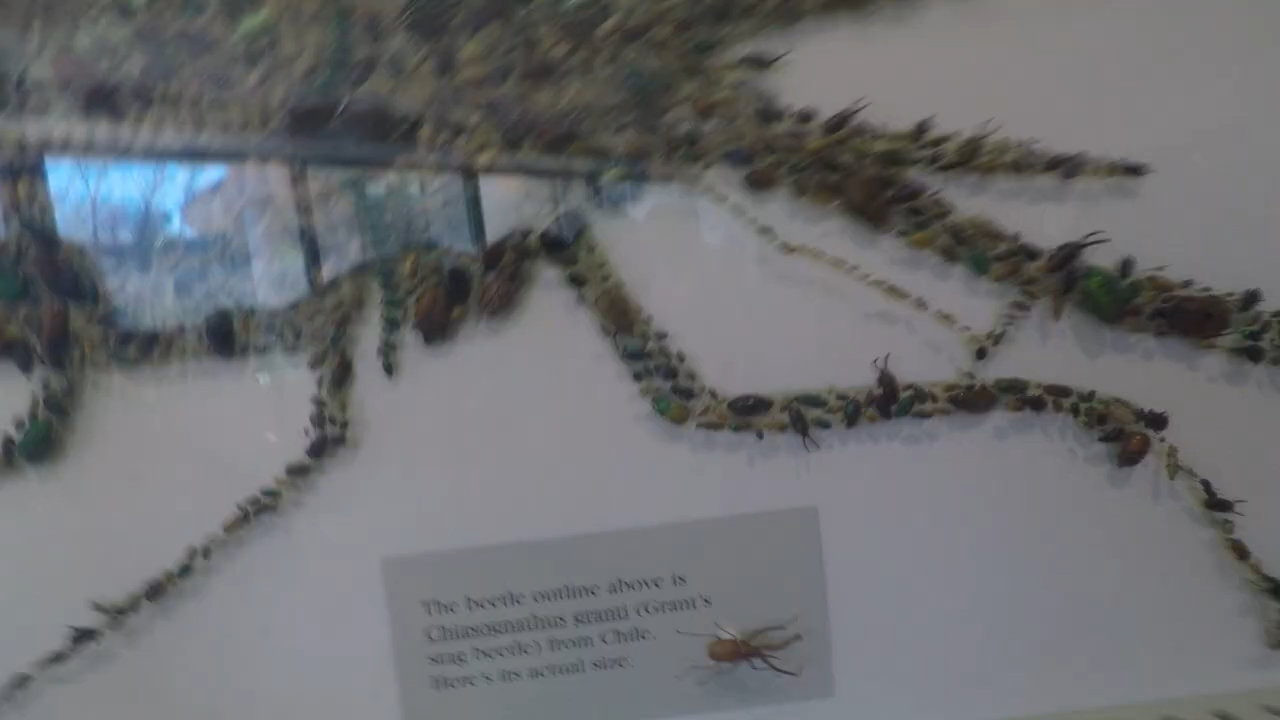 The beetle outline above is
Chiasognathus granti (Grant's
stag beetle) from Chile.
Here's its actual size.